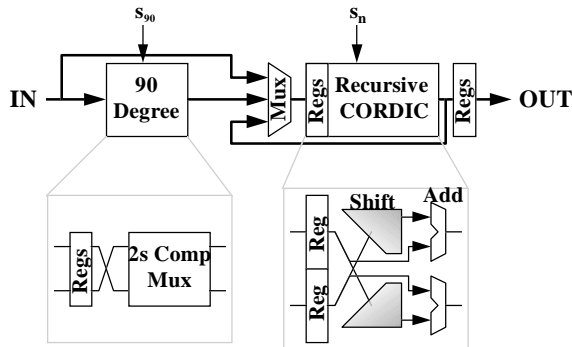 s90
sn
IN
90
Degree
Mux
Regs
Recursive
CORDIC
Regs
OUT
Regs
2s Comp
Mux
Reg
Reg
Shift
Add